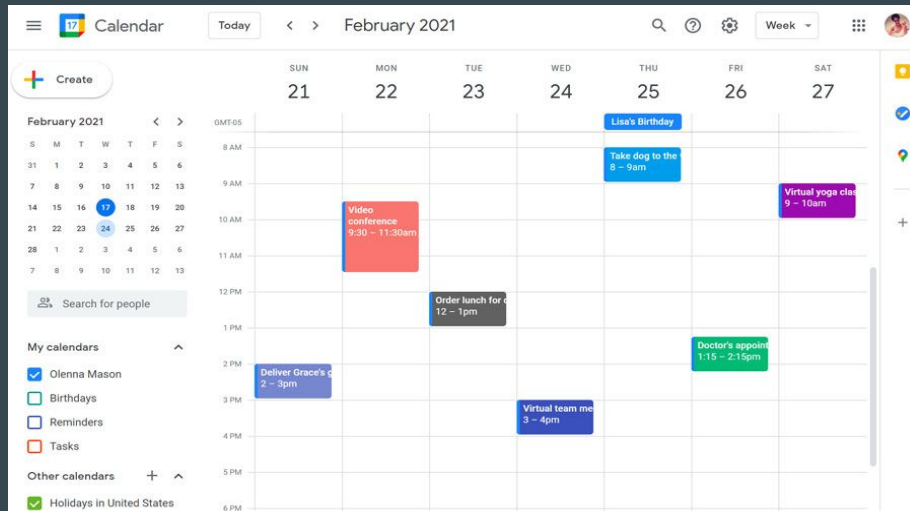 17 Calendar Today < > February 2021 Week
Create
SUN MON TUE WED THU FRI SAT
21 22 23 24 25 26 27
February 2021 < >
S M T W T F S
31 1 2 3 4 5 6
7 8 9 10 11 12 13
14 15 16 17 18 19 20
21 22 23 24 25 26 27
28 1 2 3 4 5 6
7 8 9 10 11 12 13
Search for people
My calendars
Olenna Mason
Birthdays
Reminders
Tasks
Other calendars +
Holidays in United States
GMT-05
Lisa's Birthday
8 AM
Take dog to the
8 – 9am
9 AM
Virtual yoga clas
9 – 10am
10 AM
Video
conference
9:30 – 11:30am
11 AM
12 PM
Order lunch for
12 – 1pm
1 PM
Doctor's appoint
1:15 – 2:15pm
2 PM
Deliver Grace's g
2 – 3pm
3 PM
Virtual team me
3 – 4pm
4 PM
5 PM
6 PM